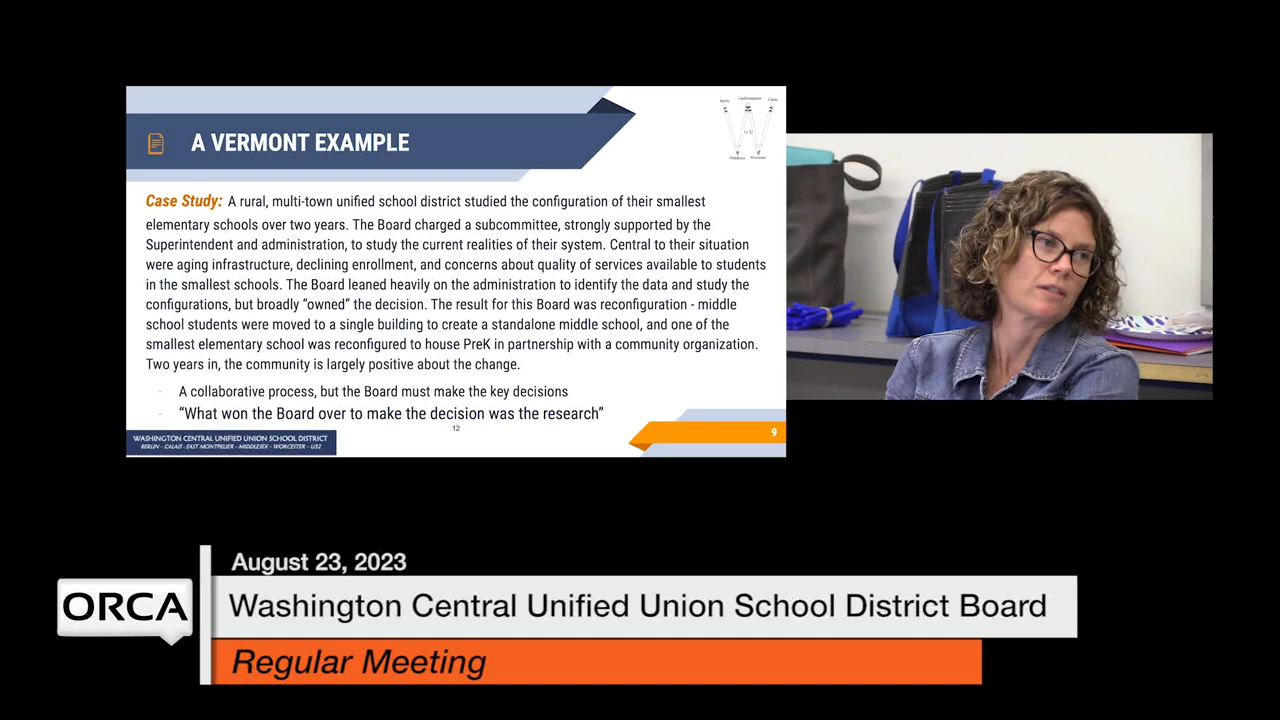 A VERMONT EXAMPLE
Berlin
Calais
U-32
Middlesex
Worcester
Case Study: A rural, multi-town unified school district studied the configuration of their smallest
elementary schools over two years. The Board charged a subcommittee, strongly supported by the
Superintendent and administration, to study the current realities of their system. Central to their situation
were aging infrastructure, declining enrollment, and concerns about quality of services available to students
in the smallest schools. The Board leaned heavily on the administration to identify the data and study the
configurations, but broadly “owned” the decision. The result for this Board was reconfiguration - middle
school students were moved to a single building to create a standalone middle school, and one of the
smallest elementary school was reconfigured to house PreK in partnership with a community organization.
Two years in, the community is largely positive about the change.
- A collaborative process, but the Board must make the key decisions
- “What won the Board over to make the decision was the research”
12
9
WASHINGTON CENTRAL UNIFIED UNION SCHOOL DISTRICT
BERLIN - CALAIS - EAST MONTPELIER - MIDDLESEX - WORCESTER - U32
August 23, 2023
ORCA
Washington Central Unified Union School District Board
Regular Meeting